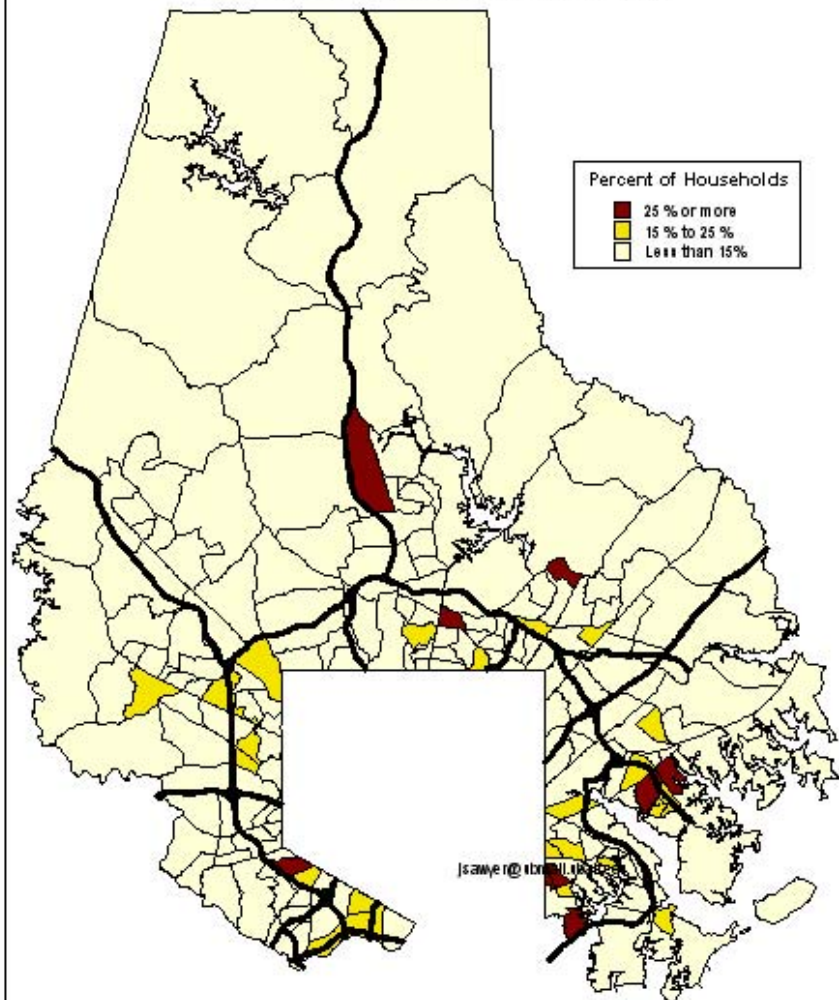 Percent of Households
25 % or more
15 % to 25 %
Less than 15%